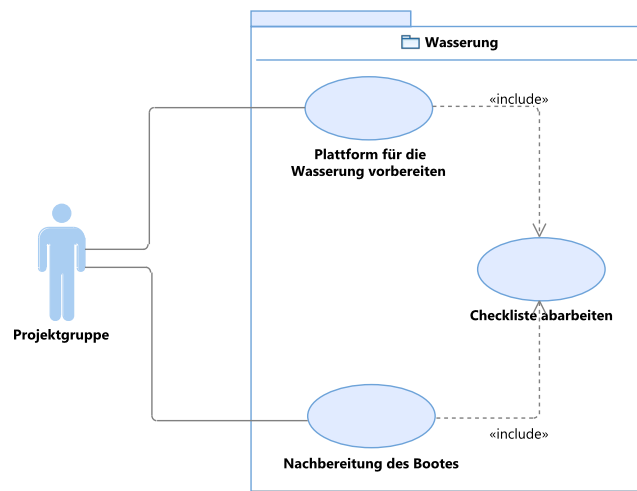 Wasserung
«include»
Plattform für die
Wasserung vorbereiten
Projektgruppe
Checkliste abarbeiten
«include»
Nachbereitung des Bootes